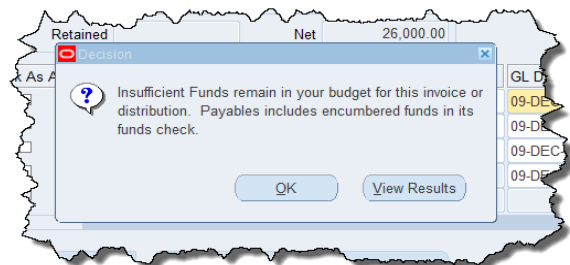 Retained Net 26,000.00
Decision
k As A
GL D
Insufficient Funds remain in your budget for this invoice or
distribution. Payables includes encumbered funds in its
funds check.
09-DEC
09-DE
09-DEC-
09-DE
OK View Results